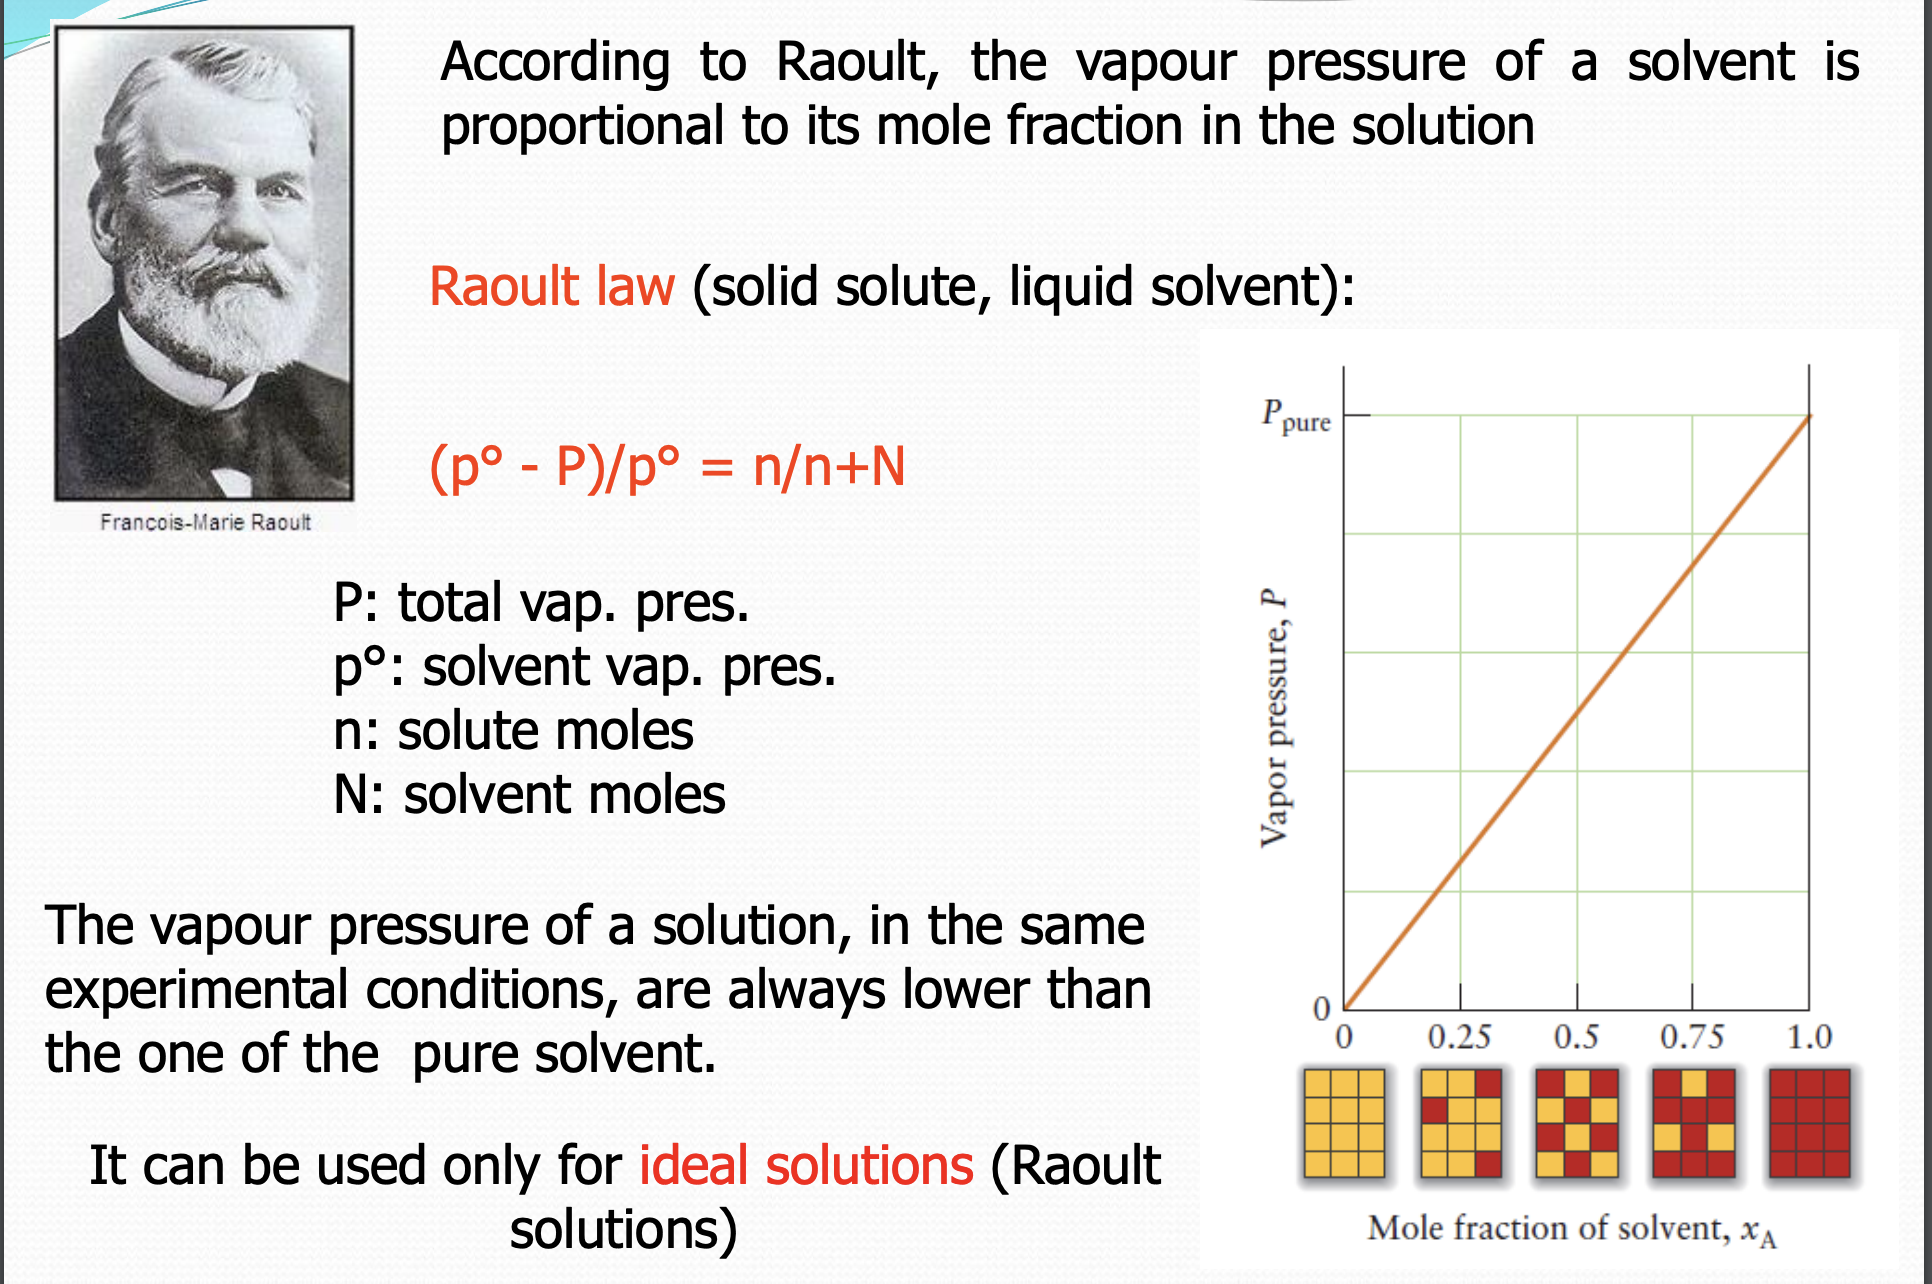 According to Raoult, the vapour pressure of a solvent is
proportional to its mole fraction in the solution
Raoult law (solid solute, liquid solvent):
(p° - P)/p° = n/n+N
François-Marie Raoult
P: total vap. pres.
p°: solvent vap. pres.
n: solute moles
N: solvent moles
The vapour pressure of a solution, in the same
experimental conditions, are always lower than
the one of the pure solvent.
It can be used only for ideal solutions (Raoult
solutions)
Ppure
Vapor pressure, P
0
0 0.25 0.5 0.75 1.0
Mole fraction of solvent, xA